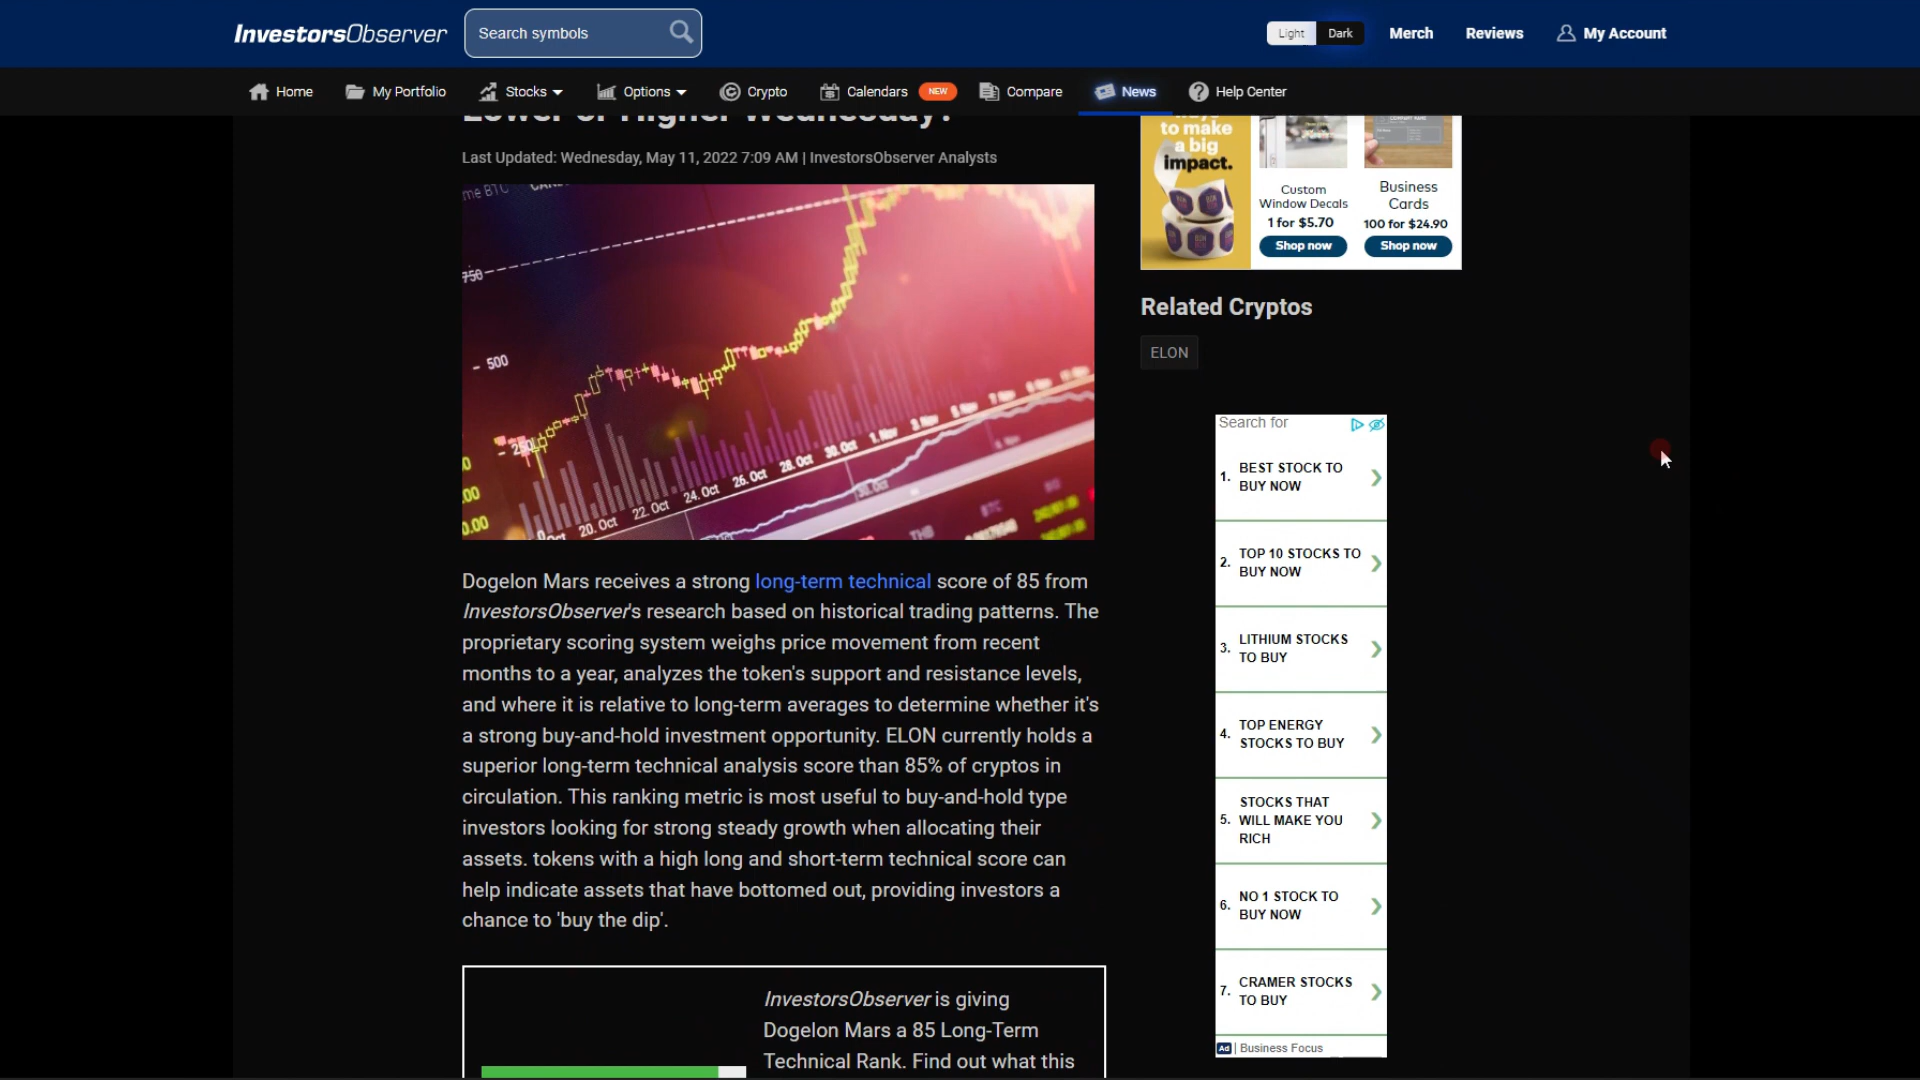 InvestorsObserver
Search symbols
Light Dark
Merch
Reviews
My Account
Home
My Portfolio
Stocks
Options
Crypto
Calendars NEW
Compare
News
Help Center
Lower or Higher Wednesday?
Last Updated: Wednesday, May 11, 2022 7:09 AM | InvestorsObserver Analysts
750
500
250
20. Oct
22. Oct
24. Oct
26. Oct
28. Oct
30. Oct
1. Nov
3. Nov
Dogelon Mars receives a strong long-term technical score of 85 from
InvestorsObserver's research based on historical trading patterns. The
proprietary scoring system weighs price movement from recent
months to a year, analyzes the token's support and resistance levels,
and where it is relative to long-term averages to determine whether it's
a strong buy-and-hold investment opportunity. ELON currently holds a
superior long-term technical analysis score than 85% of cryptos in
circulation. This ranking metric is most useful to buy-and-hold type
investors looking for strong steady growth when allocating their
assets. tokens with a high long and short-term technical score can
help indicate assets that have bottomed out, providing investors a
chance to 'buy the dip'.
InvestorsObserver is giving
Dogelon Mars a 85 Long-Term
Technical Rank. Find out what this
to make
a big
impact.
Custom
Window Decals
1 for $5.70
Shop now
Business
Cards
100 for $24.90
Shop now
Related Cryptos
ELON
Search for
1. BEST STOCK TO
BUY NOW
2. TOP 10 STOCKS TO
BUY NOW
3. LITHIUM STOCKS
TO BUY
4. TOP ENERGY
STOCKS TO BUY
5. STOCKS THAT
WILL MAKE YOU
RICH
6. NO 1 STOCK TO
BUY NOW
7. CRAMER STOCKS
TO BUY
Ad | Business Focus